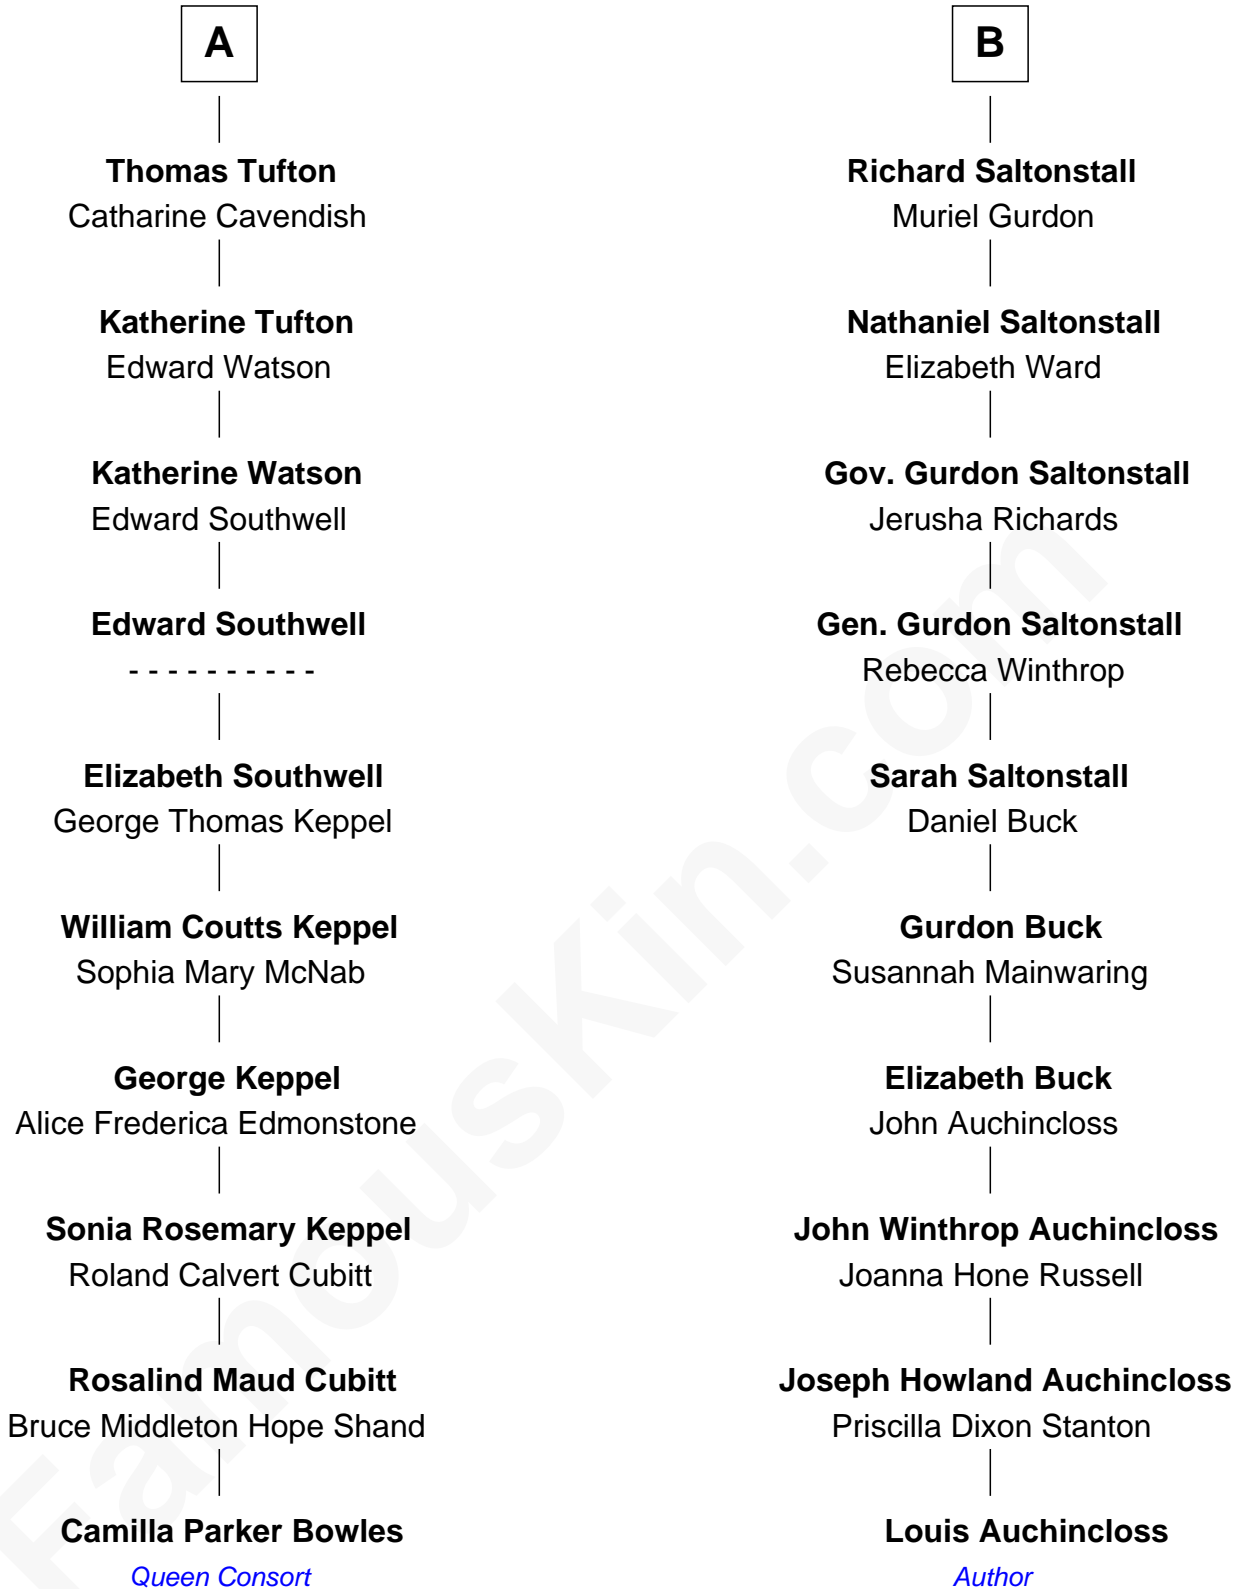 A
Thomas Tufton
Catharine Cavendish
Katherine Tufton
Edward Watson
Katherine Watson
Edward Southwell
Edward Southwell
- - - - - - - - - -
Elizabeth Southwell
George Thomas Keppel
William Coutts Keppel
Sophia Mary McNab
George Keppel
Alice Frederica Edmonstone
Sonia Rosemary Keppel
Roland Calvert Cubitt
Rosalind Maud Cubitt
Bruce Middleton Hope Shand
Camilla Parker Bowles
Queen Consort
B
Richard Saltonstall
Muriel Gurdon
Nathaniel Saltonstall
Elizabeth Ward
Gov. Gurdon Saltonstall
Jerusha Richards
Gen. Gurdon Saltonstall
Rebecca Winthrop
Sarah Saltonstall
Daniel Buck
Gurdon Buck
Susannah Mainwaring
Elizabeth Buck
John Auchincloss
John Winthrop Auchincloss
Joanna Hone Russell
Joseph Howland Auchincloss
Priscilla Dixon Stanton
Louis Auchincloss
Author
FamousKin.com